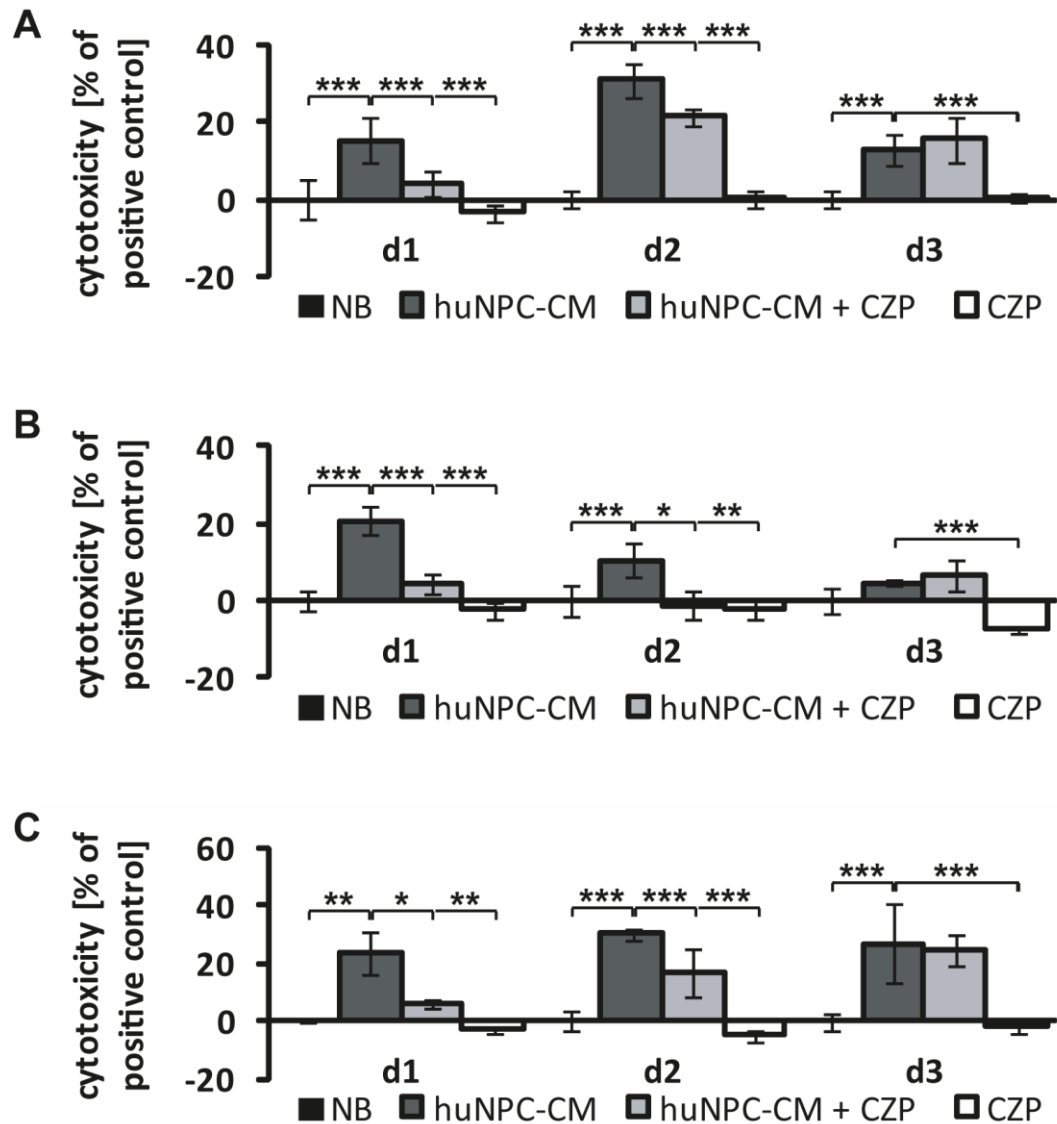 A
cytotoxicity [% of
positive control]
40
20
0
-20
*** *** ***
*** *** ***
*** ***
d1 d2 d3
NB huNPC-CM huNPC-CM + CZP CZP
B
cytotoxicity [% of
positive control]
40
20
0
-20
*** *** ***
*** * **
***
d1 d2 d3
NB huNPC-CM huNPC-CM + CZP CZP
C
cytotoxicity [% of
positive control]
60
40
20
0
-20
** * **
*** *** ***
*** ***
d1 d2 d3
NB huNPC-CM huNPC-CM + CZP CZP